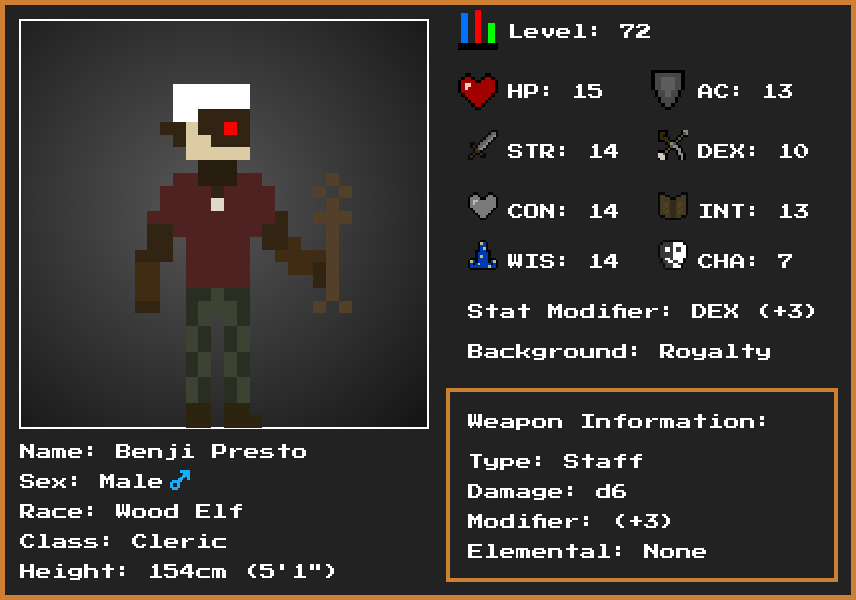 Level: 72
HP: 15 AC: 13
STR: 14 DEX: 10
CON: 14 INT: 13
WIS: 14 CHA: 7
Stat Modifier: DEX (+3)
Background: Royalty
Weapon Information:
Type: Staff
Damage: d6
Modifier: (+3)
Elemental: None
Name: Benji Presto
Sex: Male♂
Race: Wood Elf
Class: Cleric
Height: 154cm (5'1")